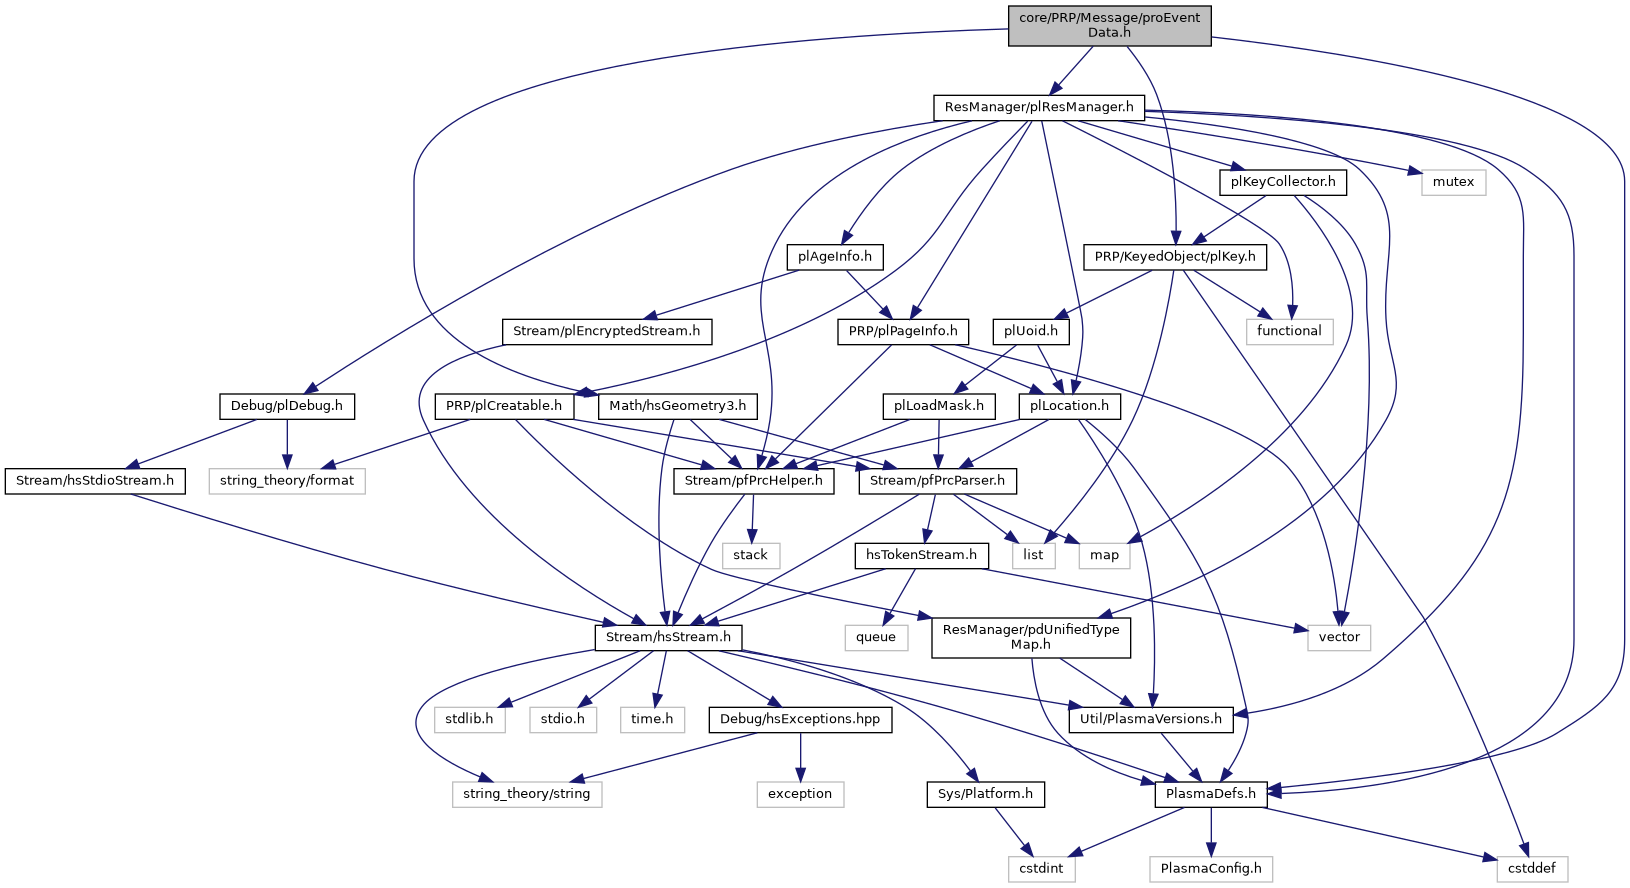 core/PRP/Message/proEvent
Data.h
ResManager/plResManager.h
plKeyCollector.h
mutex
plAgeInfo.h
PRP/KeyedObject/plKey.h
Stream/plEncryptedStream.h
PRP/plPageInfo.h
plUoid.h
functional
Debug/plDebug.h
PRP/plCreatable.h
Math/hsGeometry3.h
plLoadMask.h
plLocation.h
Stream/hsStdioStream.h
string_theory/format
Stream/pfPrcHelper.h
Stream/pfPrcParser.h
stack
hsTokenStream.h
list
map
queue
Stream/hsStream.h
ResManager/pdUnifiedType
Map.h
vector
stdlib.h
stdio.h
time.h
Debug/hsExceptions.hpp
Util/PlasmaVersions.h
string_theory/string
exception
Sys/Platform.h
PlasmaDefs.h
cstdint
PlasmaConfig.h
cstddef